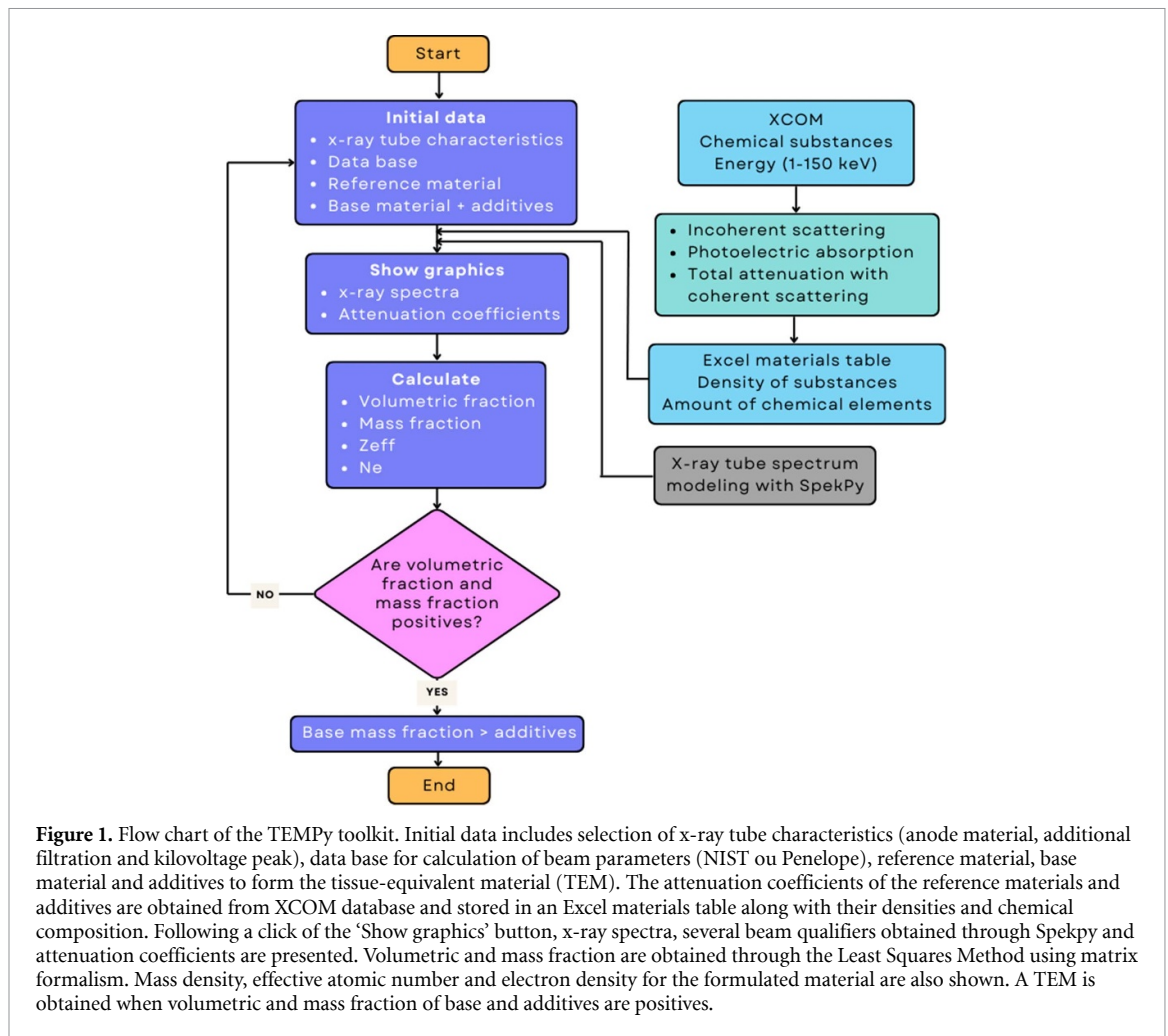 Start
Initial data
• x-ray tube characteristics
• Data base
• Reference material
• Base material + additives
XCOM
Chemical substances
Energy (1-150 keV)
• Incoherent scattering
• Photoelectric absorption
• Total attenuation with
coherent scattering
Show graphics
• x-ray spectra
• Attenuation coefficients
Excel materials table
Density of substances
Amount of chemical elements
Calculate
• Volumetric fraction
• Mass fraction
• Zeff
• Ne
X-ray tube spectrum
modeling with SpekPy
Are volumetric
fraction and
mass fraction
positives?
NO
YES
Base mass fraction > additives
End
Figure 1. Flow chart of the TEMPy toolkit. Initial data includes selection of x-ray tube characteristics (anode material, additional
filtration and kilovoltage peak), data base for calculation of beam parameters (NIST ou Penelope), reference material, base
material and additives to form the tissue-equivalent material (TEM). The attenuation coefficients of the reference materials and
additives are obtained from XCOM database and stored in an Excel materials table along with their densities and chemical
composition. Following a click of the ‘Show graphics’ button, x-ray spectra, several beam qualifiers obtained through Spekpy and
attenuation coefficients are presented. Volumetric and mass fraction are obtained through the Least Squares Method using matrix
formalism. Mass density, effective atomic number and electron density for the formulated material are also shown. A TEM is
obtained when volumetric and mass fraction of base and additives are positives.